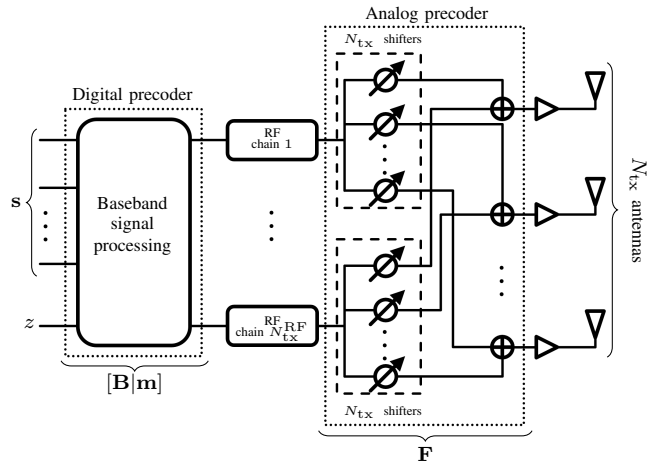 Analog precoder
N_tx shifters
Digital precoder
RF
chain 1
s
Baseband
signal
processing
z
RF
chain N_tx^RF
[B|m]
N_tx shifters
F
N_tx antennas